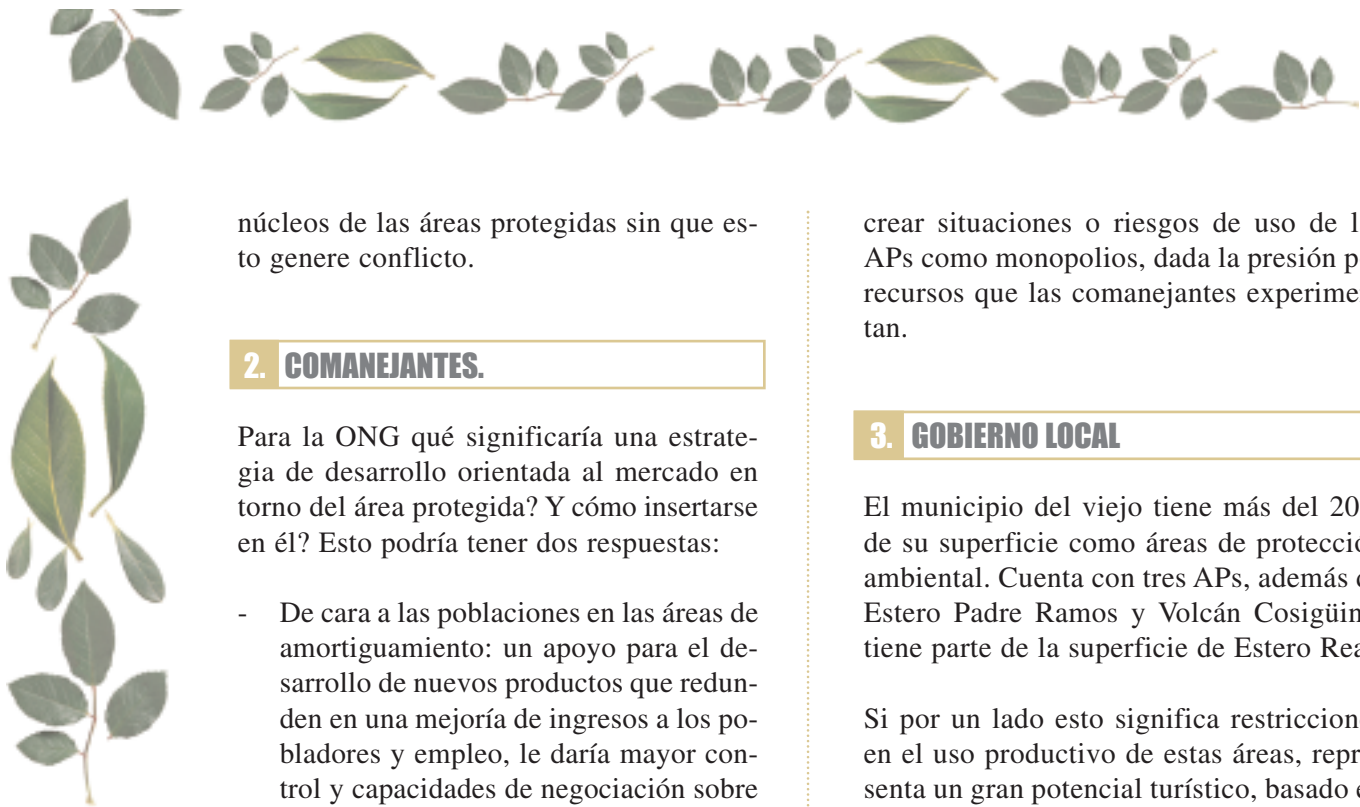 núcleos de las áreas protegidas sin que es-
to genere conflicto.
2. COMANEJANTES.
Para la ONG qué significaría una estrate-
gia de desarrollo orientada al mercado en
torno del área protegida? Y cómo insertarse
en él? Esto podría tener dos respuestas:
- De cara a las poblaciones en las áreas de
amortiguamiento: un apoyo para el de-
sarrollo de nuevos productos que redun-
den en una mejoría de ingresos a los po-
bladores y empleo, le daría mayor con-
trol y capacidades de negociación sobre
crear situaciones o riesgos de uso de l
APs como monopolios, dada la presión p
recursos que las comanejantes experime
tan.
3. GOBIERNO LOCAL
El municipio del viejo tiene más del 20
de su superficie como áreas de protecció
ambiental. Cuenta con tres APs, además d
Estero Padre Ramos y Volcán Cosigüin
tiene parte de la superficie de Estero Rea
Si por un lado esto significa restriccion
en el uso productivo de estas áreas, repr
senta un gran potencial turístico, basado e